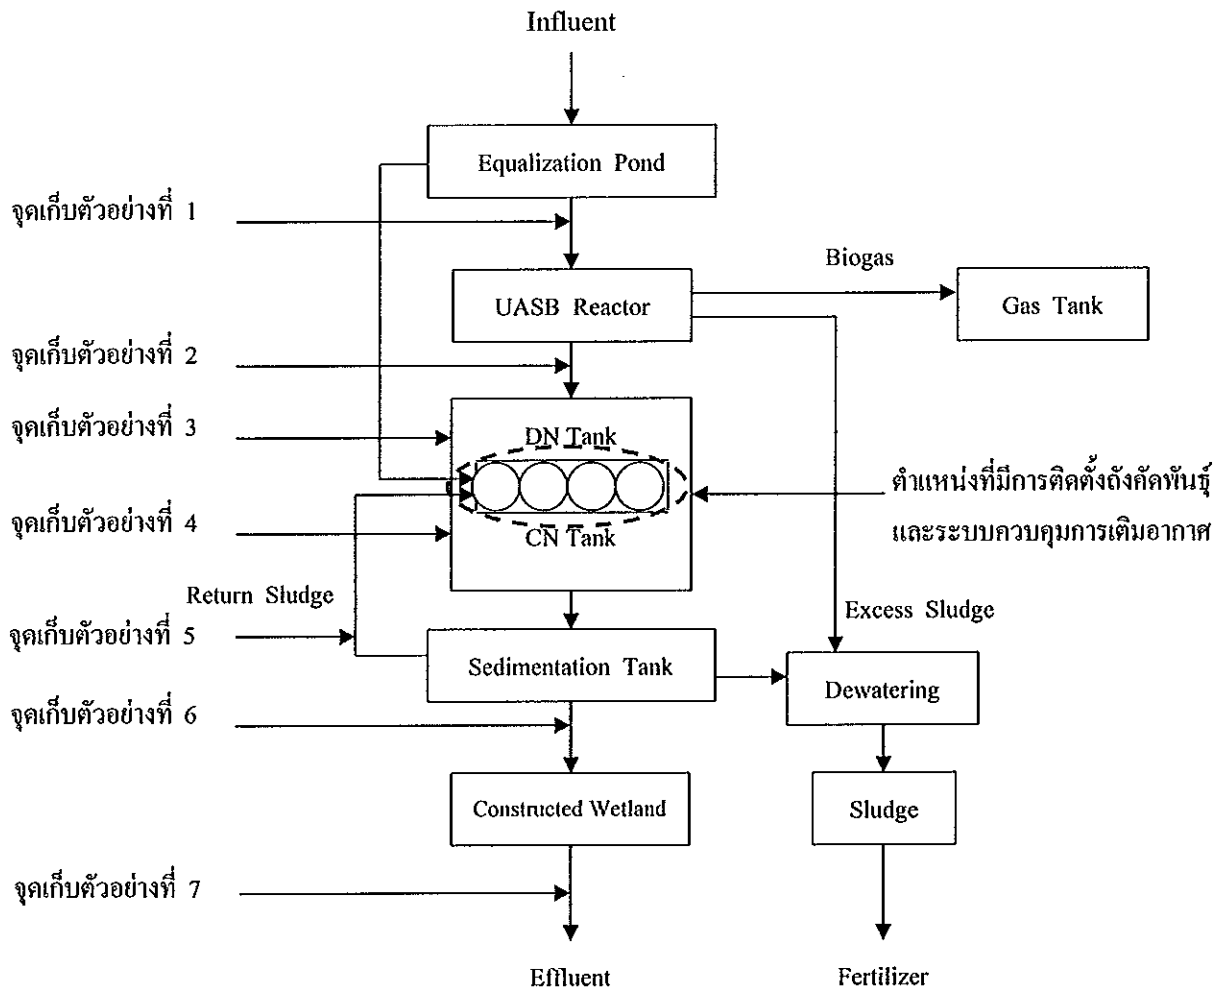 Influent
Equalization Pond
จุดเก็บตัวอย่างที่ 1
Biogas
UASB Reactor
Gas Tank
จุดเก็บตัวอย่างที่ 2
จุดเก็บตัวอย่างที่ 3
DN Tank
ตำแหน่งที่มีการติดตั้งถังคัดพันธุ์
และระบบควบคุมการเติมอากาศ
จุดเก็บตัวอย่างที่ 4
CN Tank
Return Sludge
Excess Sludge
จุดเก็บตัวอย่างที่ 5
Sedimentation Tank
Dewatering
จุดเก็บตัวอย่างที่ 6
Constructed Wetland
Sludge
จุดเก็บตัวอย่างที่ 7
Effluent
Fertilizer